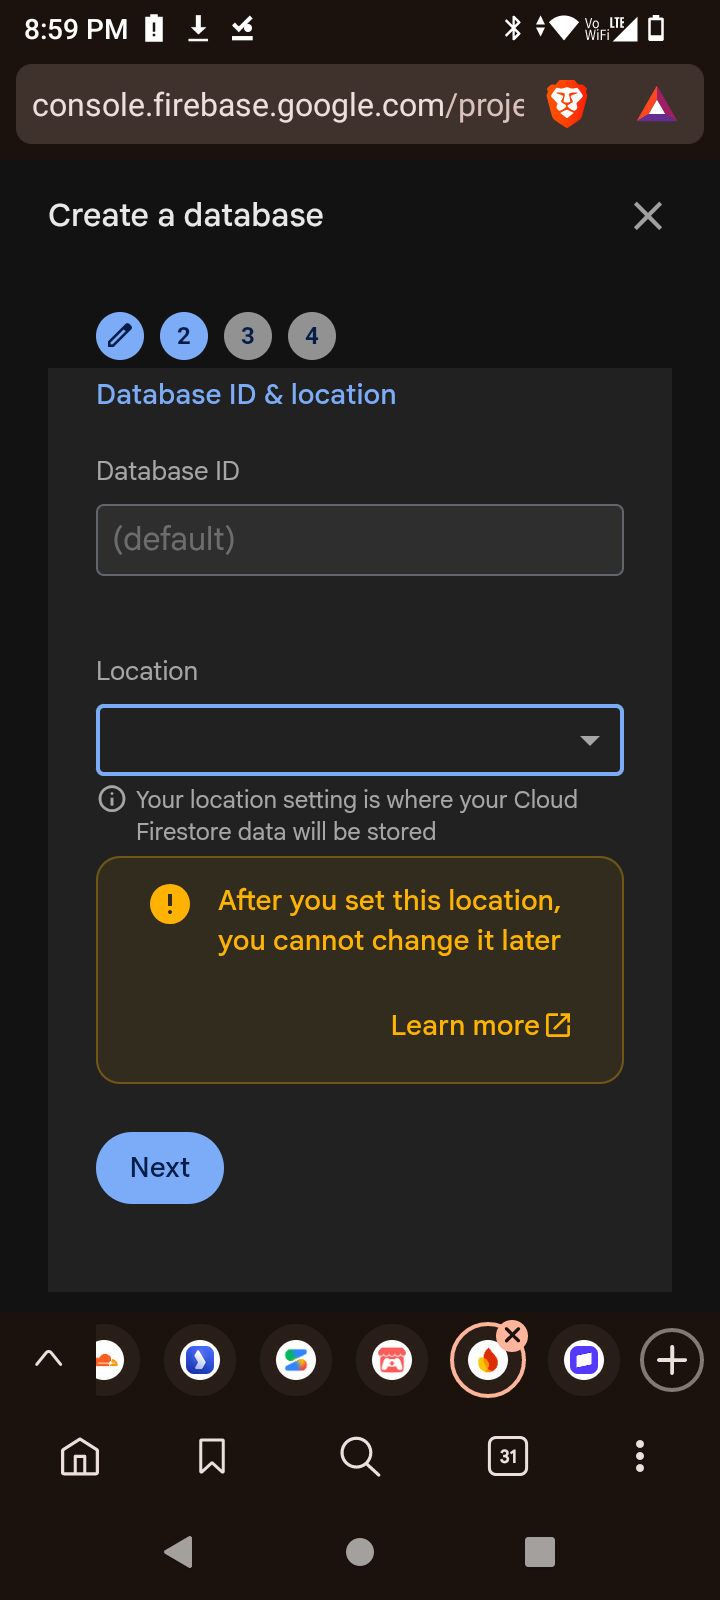 8:59 PM
Vo WiFi LTE
console.firebase.google.com/proje
Create a database
2 3 4
Database ID & location
Database ID
(default)
Location
Your location setting is where your Cloud
Firestore data will be stored
After you set this location,
you cannot change it later
Learn more
Next
31